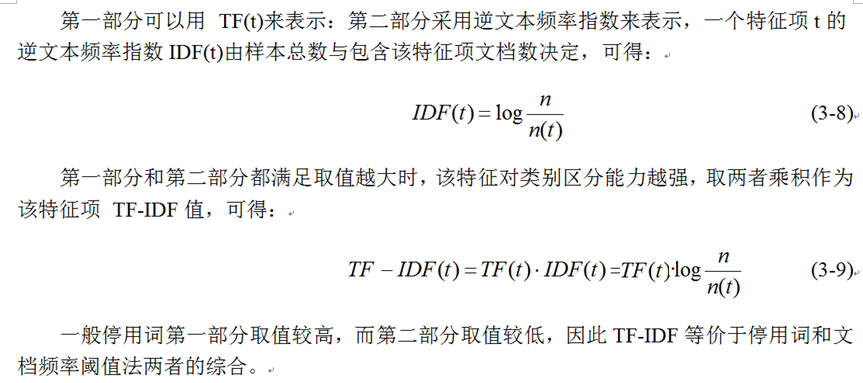 第一部分可以用 TF(t)来表示：第二部分采用逆文本频率指数来表示，一个特征项 t 的
逆文本频率指数 IDF(t)由样本总数与包含该特征项文档数决定，可得：
IDF(t) = log n/n(t) (3-8)
第一部分和第二部分都满足取值越大时，该特征对类别区分能力越强，取两者乘积作为
该特征项 TF-IDF 值，可得：
TF − IDF(t) = TF(t) · IDF(t) =TF(t)·log n/n(t) (3-9)
一般停用词第一部分取值较高，而第二部分取值较低，因此 TF-IDF 等价于停用词和文
档频率阈值法两者的综合。